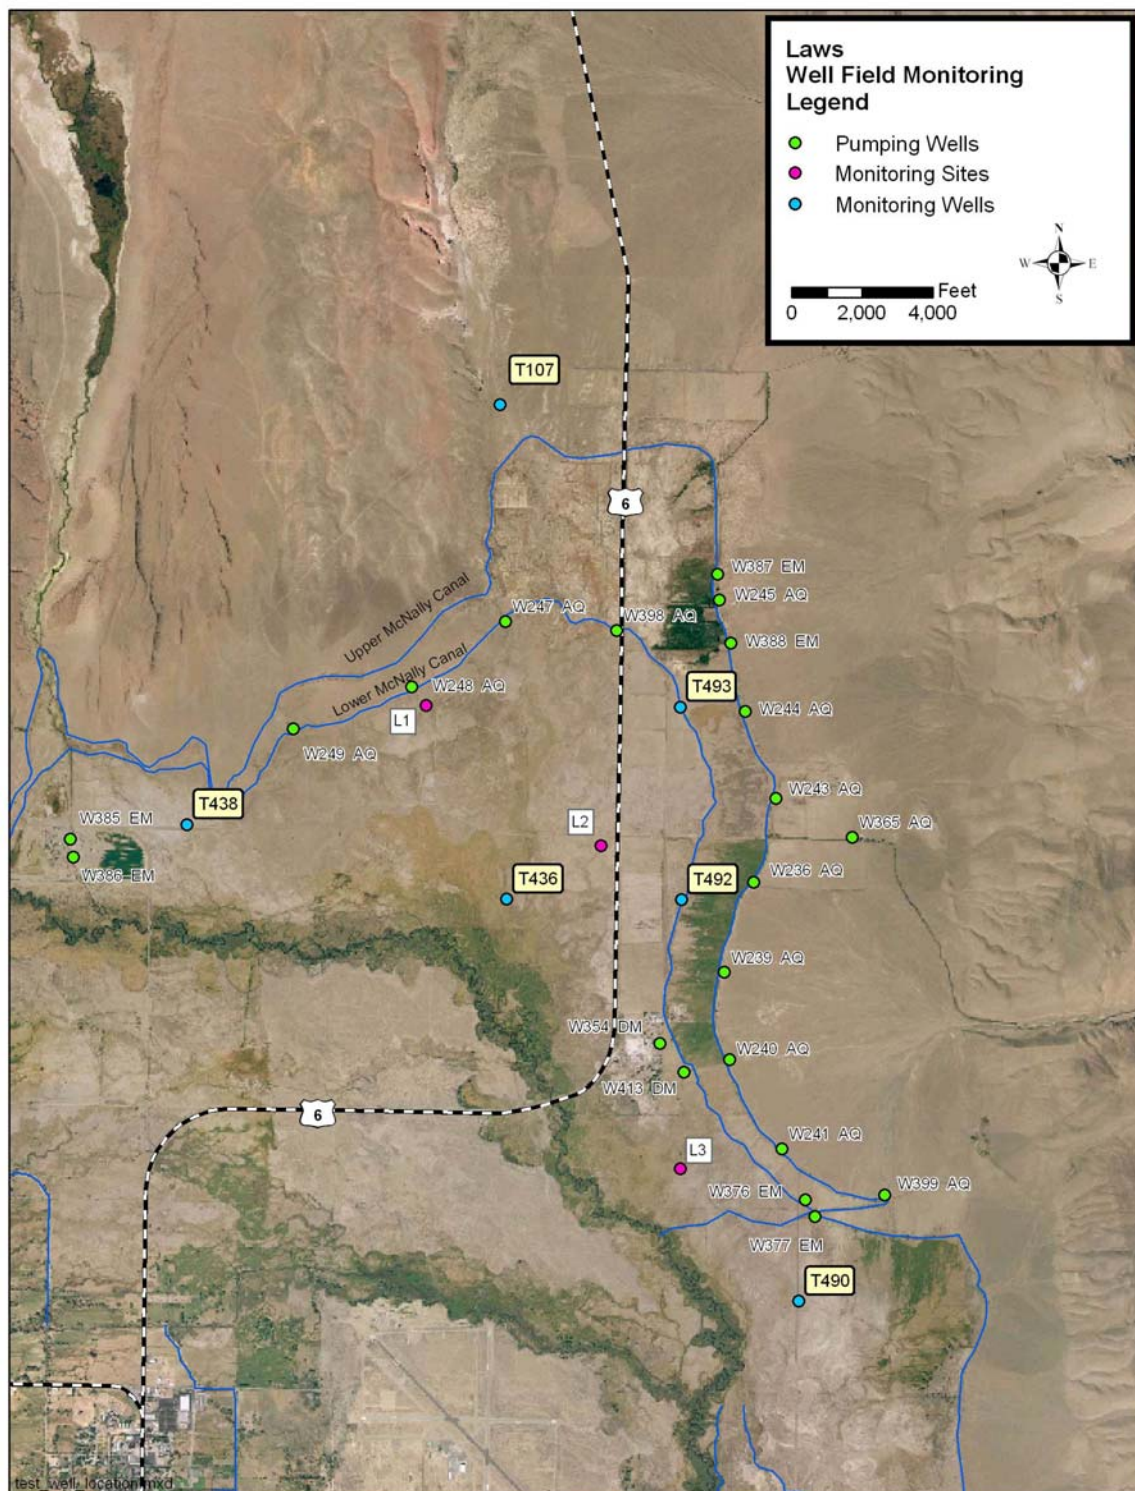 Laws
Well Field Monitoring
Legend
Pumping Wells
Monitoring Sites
Monitoring Wells
N
W E
S
Feet
0 2,000 4,000
T107
6
W387 EM
W245 AQ
Upper McNally Canal
W247 AQ
W398 AQ
W388 EM
Lower McNally Canal
W248 AQ
T493
L1
W244 AQ
W249 AQ
T438
W243 AQ
W385 EM
L2
W365 AQ
W386 EM
T436
T492
W236 AQ
W239 AQ
W354 DM
W240 AQ
W413 DM
6
L3
W241 AQ
W376 EM
W399 AQ
W377 EM
T490
test_well_location.mxd